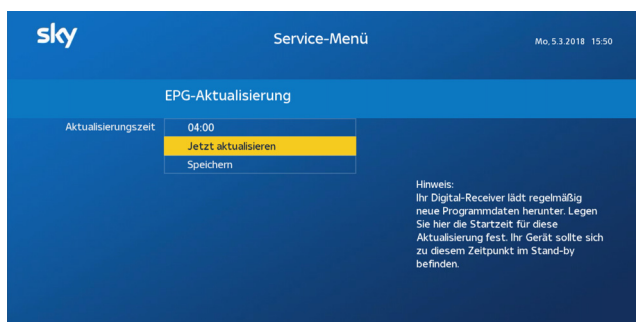 sky
Service-Menü
Mo, 5.3.2018 15:50
EPG-Aktualisierung
Aktualisierungszeit
04:00
Jetzt aktualisieren
Speichern
Hinweis:
Ihr Digital-Receiver lädt regelmäßig
neue Programmdaten herunter. Legen
Sie hier die Startzeit für diese
Aktualisierung fest. Ihr Gerät sollte sich
zu diesem Zeitpunkt im Stand-by
befinden.